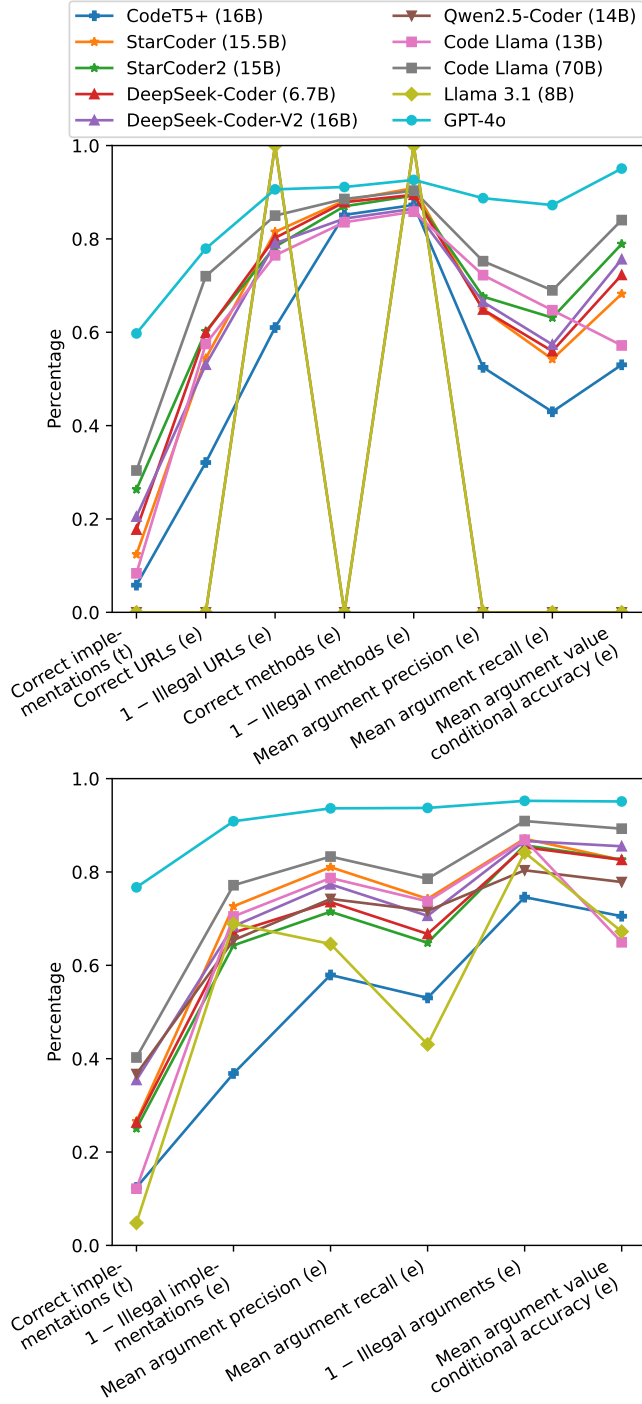 CodeT5+ (16B)
StarCoder (15.5B)
StarCoder2 (15B)
DeepSeek-Coder (6.7B)
DeepSeek-Coder-V2 (16B)
Qwen2.5-Coder (14B)
Code Llama (13B)
Code Llama (70B)
Llama 3.1 (8B)
GPT-4o
Percentage
1.0
0.8
0.6
0.4
0.2
0.0
Correct imple-
mentations (t)
Correct URLs (e)
1 − Illegal URLs (e)
Correct methods (e)
1 − Illegal methods (e)
Mean argument precision (e)
Mean argument recall (e)
Mean argument value
conditional accuracy (e)
Percentage
1.0
0.8
0.6
0.4
0.2
0.0
Correct imple-
mentations (t)
1 − Illegal imple-
mentations (e)
Mean argument precision (e)
Mean argument recall (e)
1 − Illegal arguments (e)
Mean argument value
conditional accuracy (e)